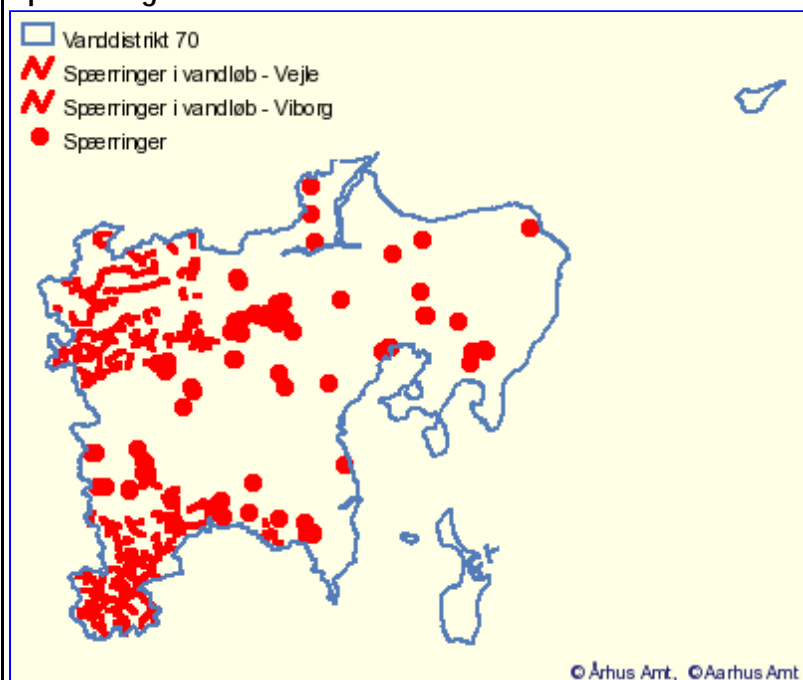 Vanddistrikt 70
Spærringer i vandløb - Vejle
Spærringer i vandløb - Viborg
Spærringer
© Århus Amt, © Aarhus Amt